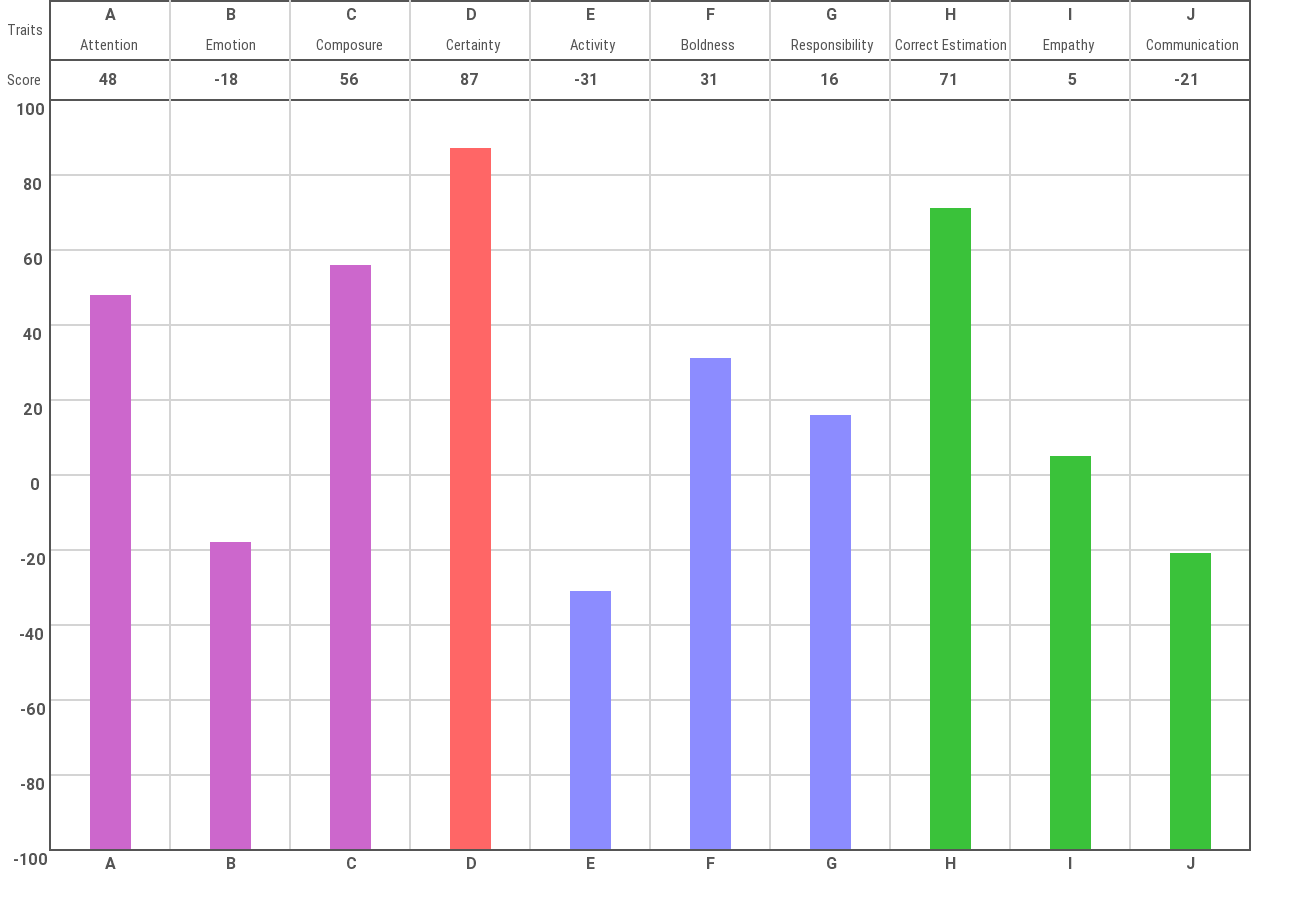 Traits A B C D E F G H I J
Attention Emotion Composure Certainty Activity Boldness Responsibility Correct Estimation Empathy Communication
Score 48 -18 56 87 -31 31 16 71 5 -21
100
80
60
40
20
0
-20
-40
-60
-80
-100
A B C D E F G H I J